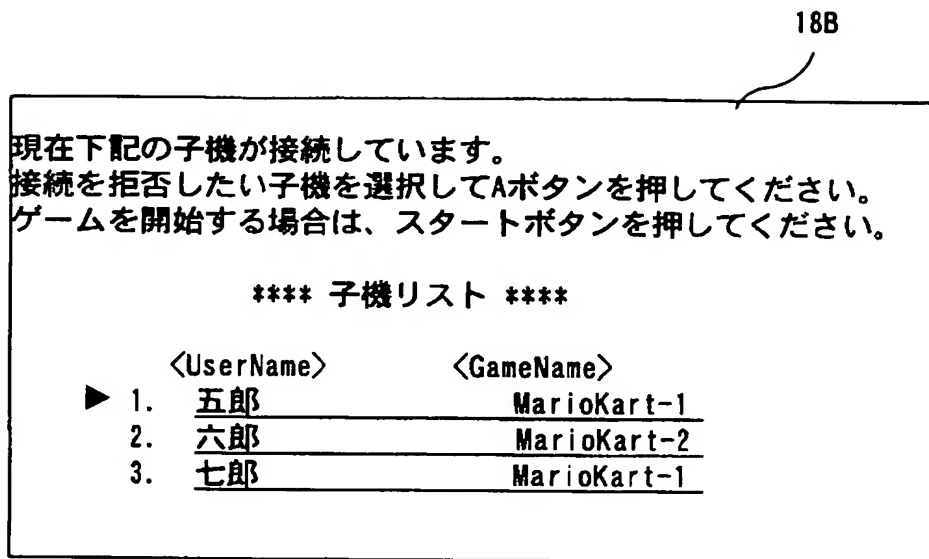 18B
現在下記の子機が接続しています。
接続を拒否したい子機を選択してAボタンを押してください。
ゲームを開始する場合は、スタートボタンを押してください。
**** 子機リスト ****
<UserName> <GameName>
▶ 1. 五郎 MarioKart-1
2. 六郎 MarioKart-2
3. 七郎 MarioKart-1